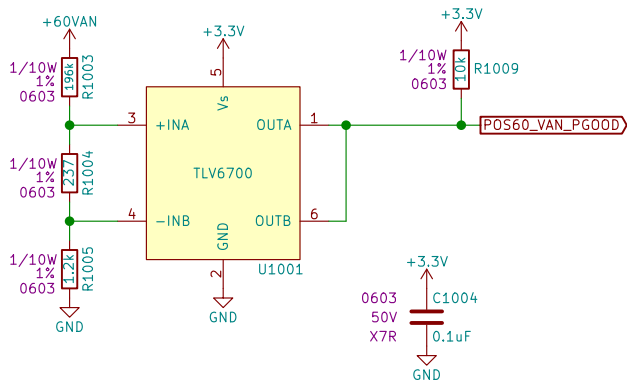 +60VAN
1/10W
1%
0603
196k
R1003
1/10W
1%
0603
237
R1004
1/10W
1%
0603
1.2k
R1005
GND
+3.3V
5
Vs
3
+INA
OUTA
1
TLV6700
4
-INB
OUTB
6
GND
2
U1001
GND
+3.3V
1/10W
1%
0603
10k
R1009
POS60_VAN_PGOOD
+3.3V
0603
50V
X7R
C1004
0.1uF
GND